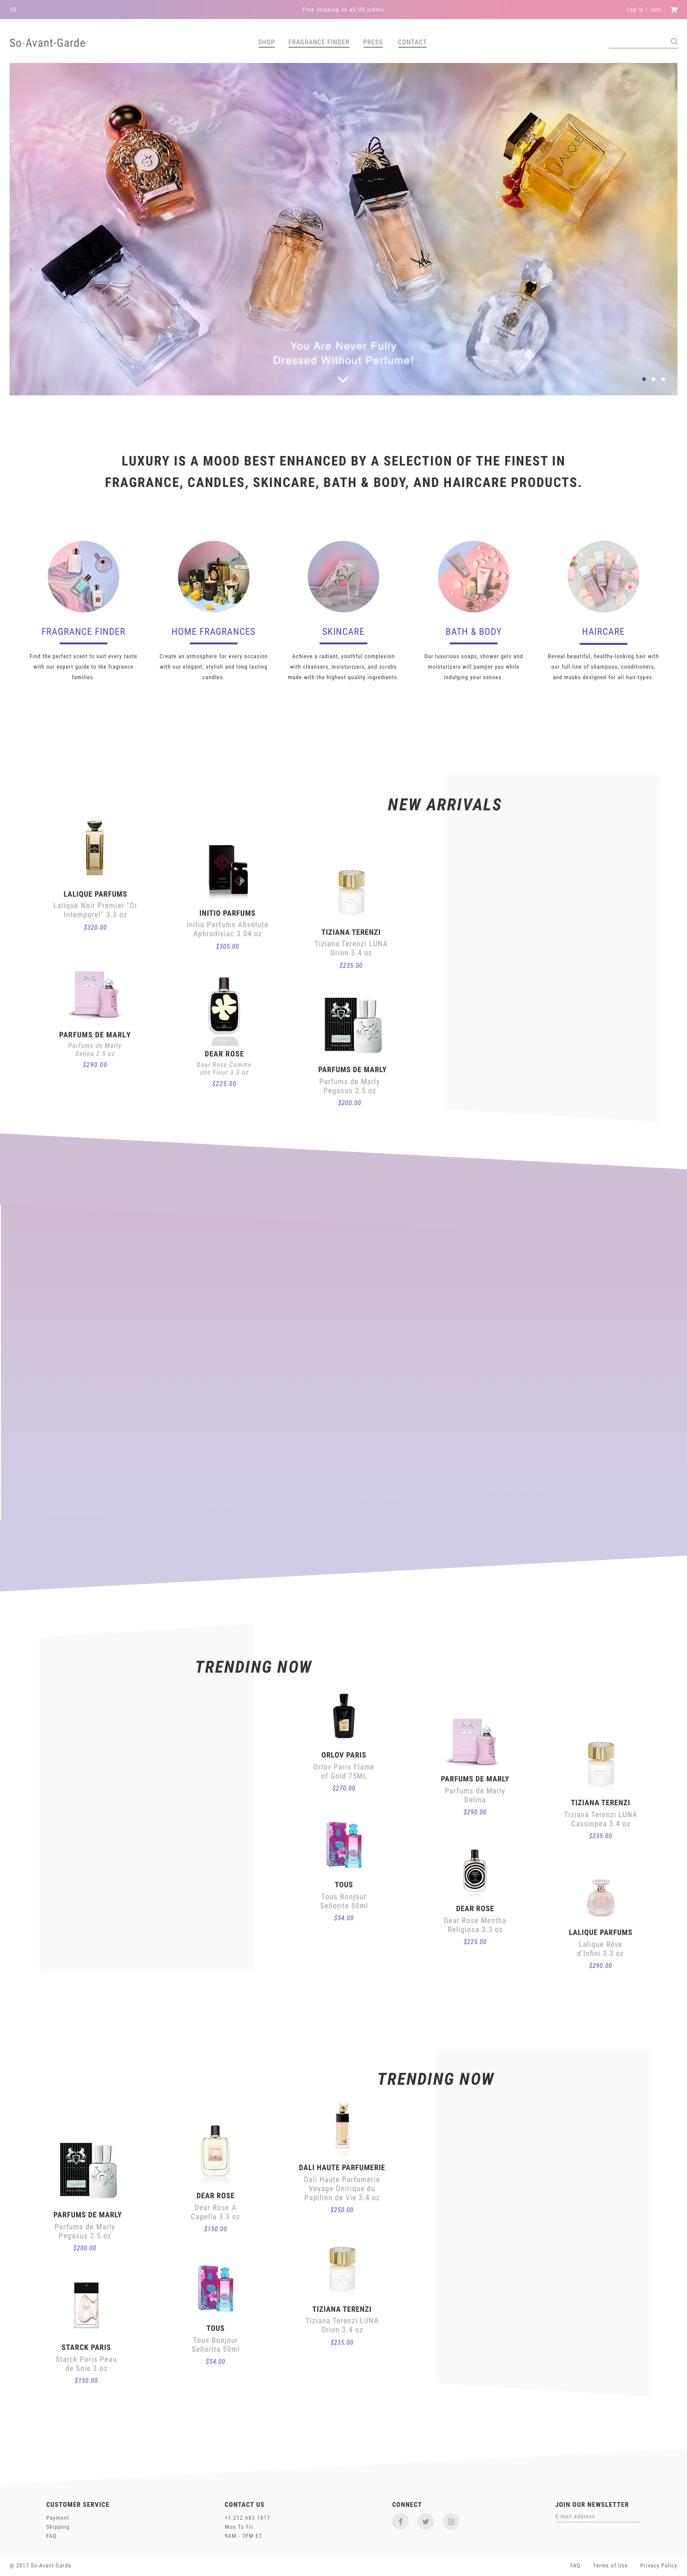 US
Free shipping on all US orders
Log in / Join
So-Avant-Garde
SHOP
FRAGRANCE FINDER
PRESS
CONTACT
LALIQUE
LALIQUE
You Are Never Fully
Dressed Without Perfume!
LUXURY IS A MOOD BEST ENHANCED BY A SELECTION OF THE FINEST IN
FRAGRANCE, CANDLES, SKINCARE, BATH & BODY, AND HAIRCARE PRODUCTS.
FRAGRANCE FINDER
Find the perfect scent to suit every taste
with our expert guide to the fragrance
families.
HOME FRAGRANCES
Create an atmosphere for every occasion
with our elegant, stylish and long lasting
candles.
SKINCARE
Achieve a radiant, youthful complexion
with cleansers, moisturizers, and scrubs
made with the highest quality ingredients.
BATH & BODY
Our luxurious soaps, shower gels and
moisturizers will pamper you while
indulging your senses.
HAIRCARE
Reveal beautiful, healthy-looking hair with
our full line of shampoos, conditioners,
and masks designed for all hair-types.
NEW ARRIVALS
LALIQUE PARFUMS
Lalique Noir Premier "Or
Intemporel" 3.3 oz
$320.00
INITIO PARFUMS
Initio Parfums Absolute
Aphrodisiac 3.04 oz
$305.00
TIZIANA TERENZI
Tiziana Terenzi LUNA
Orion 3.4 oz
$235.00
PARFUMS DE MARLY
Parfums de Marly
Delina 2.5 oz
$290.00
DEAR ROSE
Dear Rose Comme
une Fleur 3.3 oz
$225.00
PARFUMS DE MARLY
Parfums de Marly
Pegasus 2.5 oz
$200.00
TRENDING NOW
ORLOV PARIS
Orlov Paris Flame
of Gold 75ML
$270.00
PARFUMS DE MARLY
Parfums de Marly
Delina
$290.00
TIZIANA TERENZI
Tiziana Terenzi LUNA
Cassiopea 3.4 oz
$235.00
TOUS
Tous Bonjour
Señorita 50ml
$54.00
DEAR ROSE
Dear Rose Mentha
Religiosa 3.3 oz
$225.00
LALIQUE PARFUMS
Lalique Rêve
d'Infini 3.3 oz
$290.00
TRENDING NOW
PARFUMS DE MARLY
Parfums de Marly
Pegasus 2.5 oz
$200.00
DEAR ROSE
Dear Rose A
Capella 3.3 oz
$150.00
DALI HAUTE PARFUMERIE
Dali Haute Parfumerie
Voyage Onirique du
Papillon de Vie 3.4 oz
$250.00
STARCK PARIS
Starck Paris Peau
de Soie 3 oz
$150.00
TOUS
Tous Bonjour
Señorita 50ml
$54.00
TIZIANA TERENZI
Tiziana Terenzi LUNA
Orion 3.4 oz
$235.00
CUSTOMER SERVICE
Payment
Shipping
FAQ
CONTACT US
+1.212.683.1817
Mon To Fri
9AM - 7PM ET
CONNECT
JOIN OUR NEWSLETTER
E-mail address
@ 2017 So-Avant-Garde
FAQ
Terms of Use
Privacy Policy